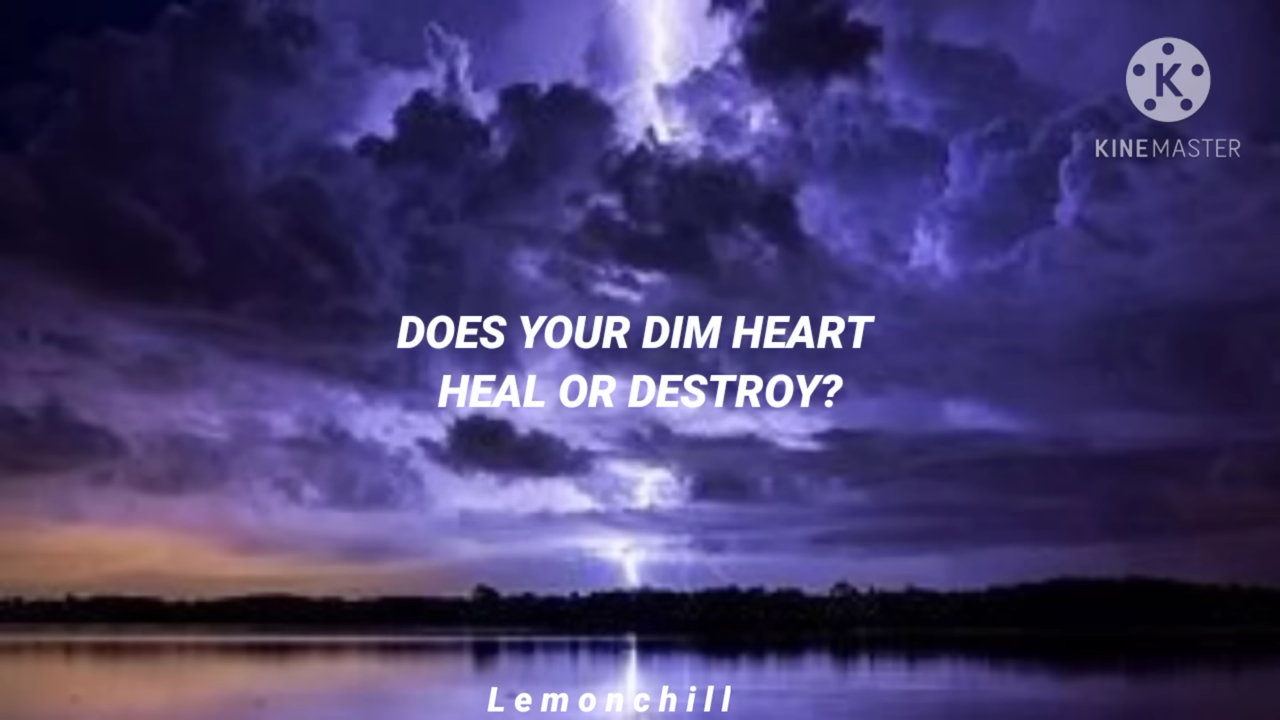 KINEMASTER
DOES YOUR DIM HEART
HEAL OR DESTROY?
Lemonchill